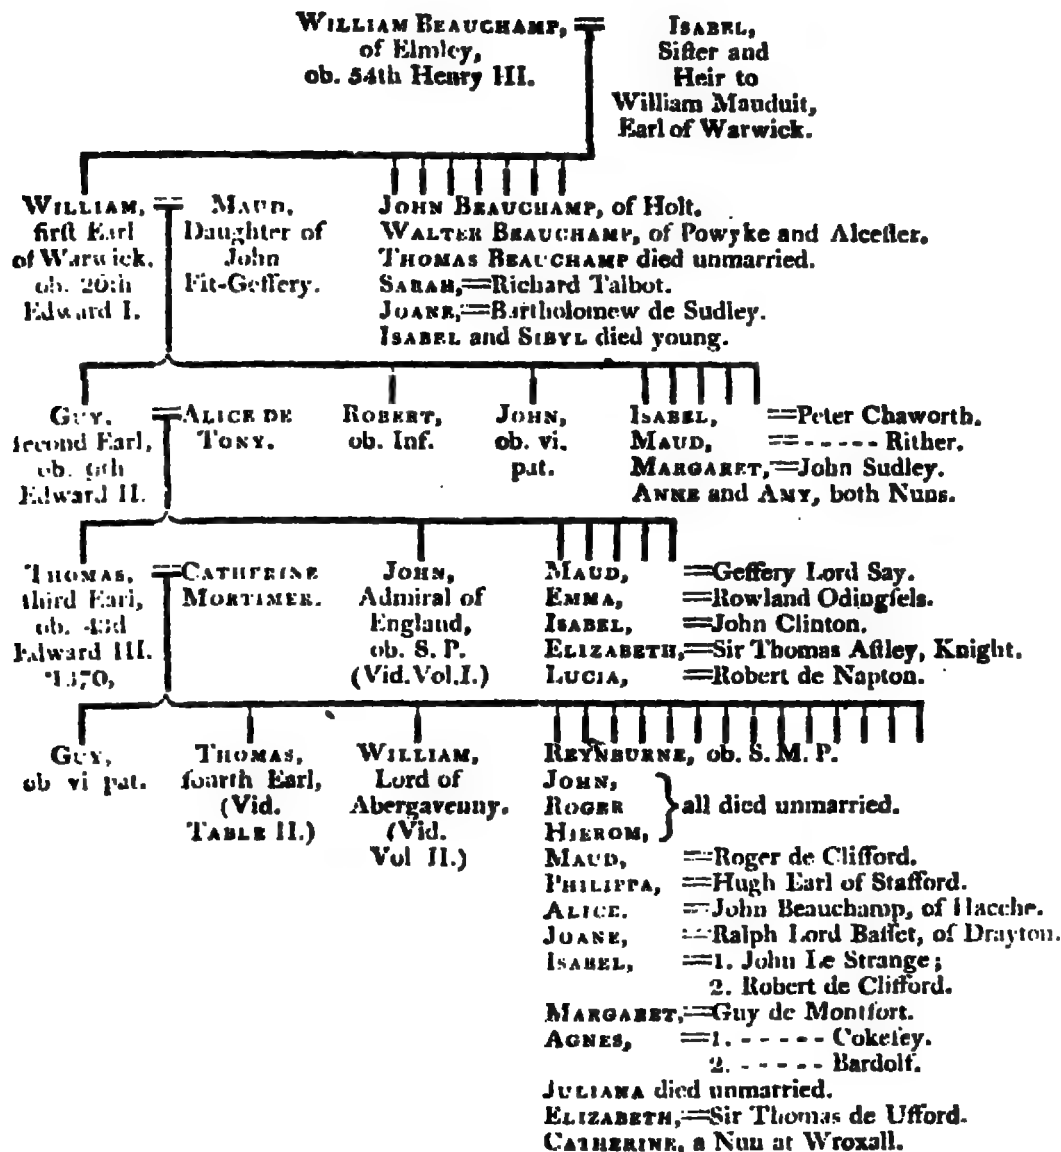 WILLIAM BEAUCHAMP, = ISABEL,
of Elmley, Siſter and
ob. 54th Henry III. Heir to
William Mauduit,
Earl of Warwick.
WILLIAM, = MAUD,
firſt Earl Daughter of
of Warwick, John
ob. 26th Fit-Geffery.
Edward I.
JOHN BEAUCHAMP, of Holt.
WALTER BEAUCHAMP, of Powyke and Alceſter.
THOMAS BEAUCHAMP died unmarried.
SARAH,=Richard Talbot.
JOANE,=Bartholomew de Sudley.
ISABEL and SIBYL died young.
GUY, = ALICE DE
ſecond Earl, TONY.
ob. 9th
Edward II.
ROBERT,
ob. Inf.
JOHN,
ob. vi.
pat.
ISABEL, =Peter Chaworth.
MAUD, =- - - - - Rither.
MARGARET,=John Sudley.
ANNE and AMY, both Nuns.
THOMAS, = CATHERINE
third Earl, MORTIMER.
ob. 43d
Edward III.
1370,
JOHN,
Admiral of
England,
ob. S. P.
(Vid. Vol. I.)
MAUD, =Geffery Lord Say.
EMMA, =Rowland Odingſels.
ISABEL, =John Clinton.
ELIZABETH,=Sir Thomas Aſtley, Knight.
LUCIA, =Robert de Napton.
GUY,
ob vi pat.
THOMAS,
fourth Earl,
(Vid.
TABLE II.)
WILLIAM,
Lord of
Abergavenny.
(Vid.
Vol II.)
REYNBURNE, ob. S. M. P.
JOHN,
ROGER } all died unmarried.
HIEROM,
MAUD, =Roger de Clifford.
PHILIPPA, =Hugh Earl of Stafford.
ALICE. =John Beauchamp, of Hacche.
JOANE, =Ralph Lord Baſſet, of Drayton.
ISABEL, =1. John Le Strange;
2. Robert de Clifford.
MARGARET,=Guy de Montfort.
AGNES, =1. - - - - - Cokeſey.
2. - - - - - Bardolf.
JULIANA died unmarried.
ELIZABETH,=Sir Thomas de Ufford.
CATHERINE, a Nun at Wroxall.